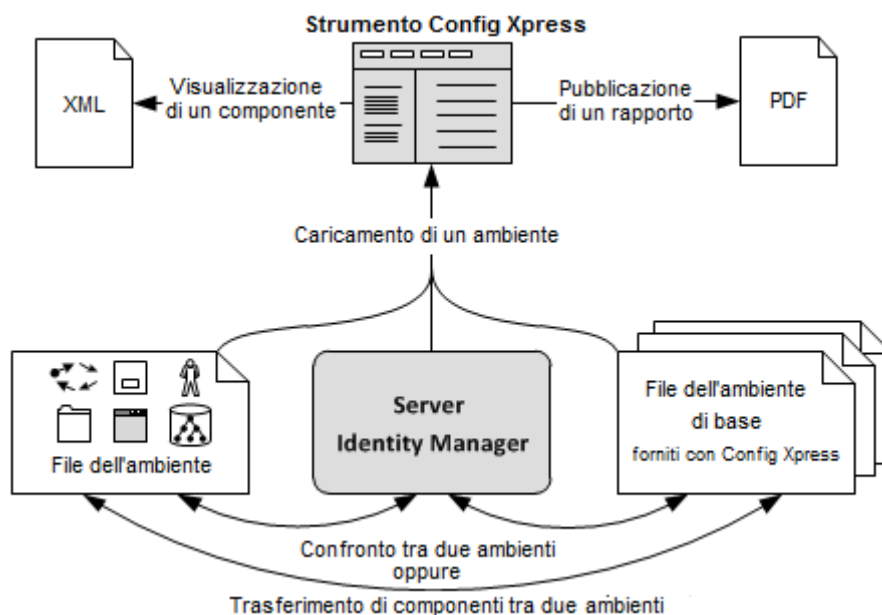 Strumento Config Xpress
XML
Visualizzazione
di un componente
Pubblicazione
di un rapporto
PDF
Caricamento di un ambiente
File dell'ambiente
Server
Identity Manager
File dell'ambiente
di base
forniti con Config Xpress
Confronto tra due ambienti
oppure
Trasferimento di componenti tra due ambienti